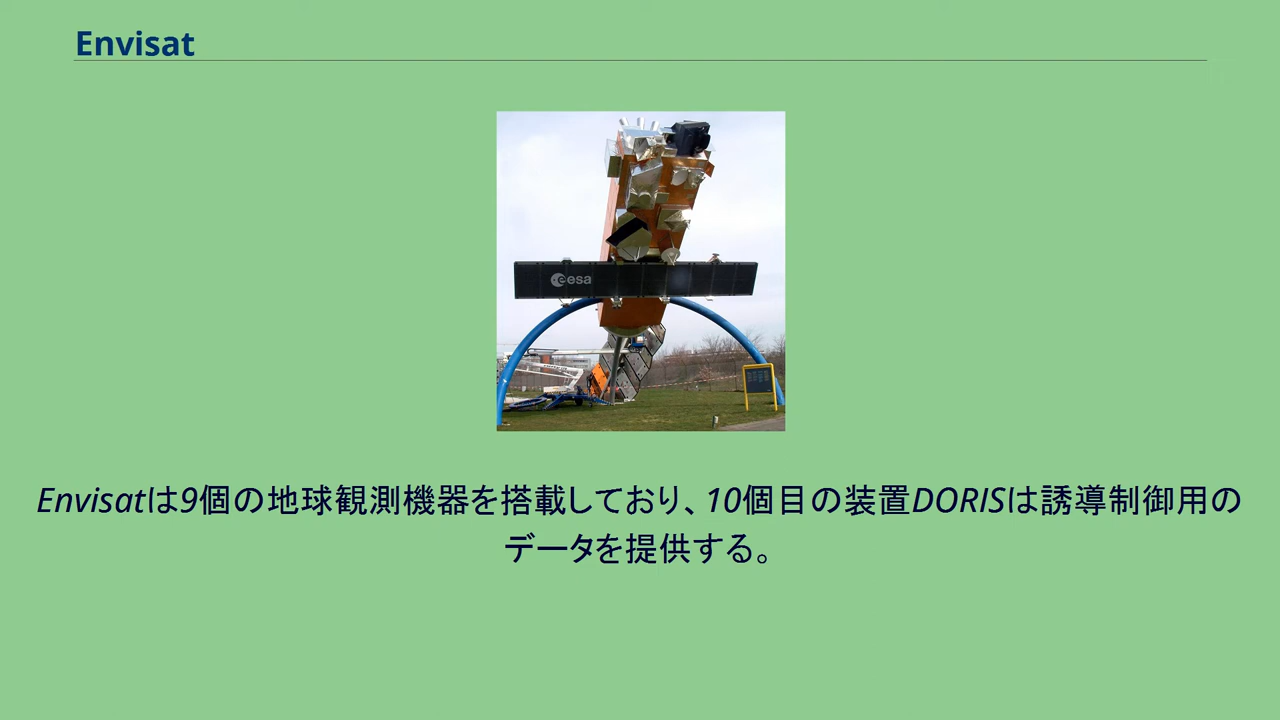 Envisat
esa
Envisatは9個の地球観測機器を搭載しており、10個目の装置DORISは誘導制御用の
データを提供する。